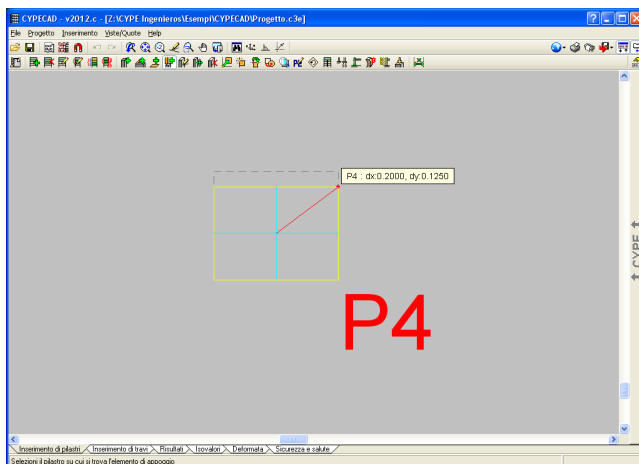 CYPECAD - v2012.c - [Z:\CYPE Ingenieros\Esempi\CYPECAD\Progetto.c3e]
File Progetto Inserimento Viste/Quote Help
P4 : dx:0.2000, dy:0.1250
P4
CYPE
Inserimento di pilastri Inserimento di travi Risultati Isovalori Deformata Sicurezza e salute
Selezioni il pilastro su cui si trova l'elemento di appoggio